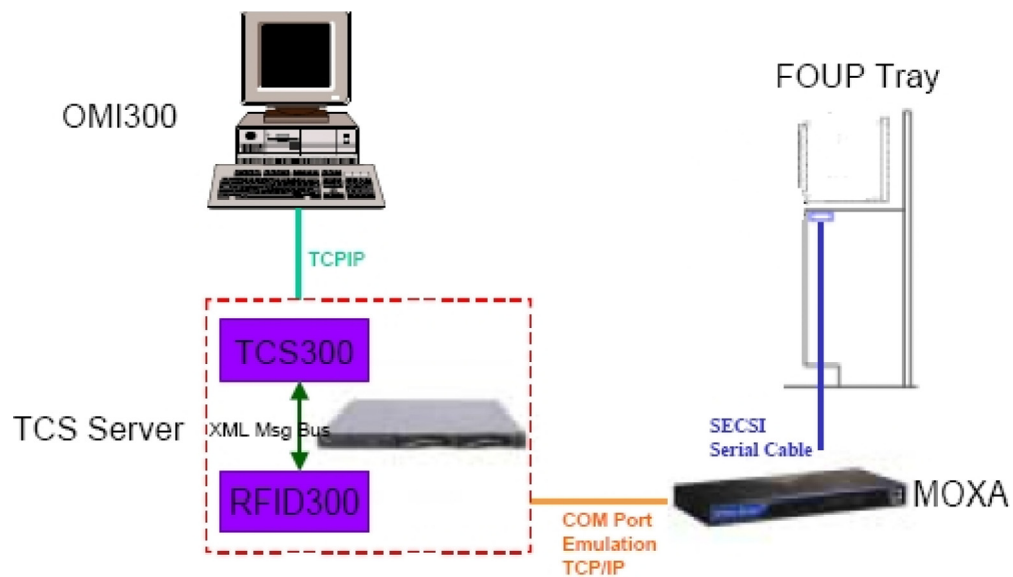 FOUP Tray
OMI300
TCPIP
TCS300
TCS Server
XML Msg Bus
SECSI
Serial Cable
RFID300
MOXA
COM Port
Emulation
TCP/IP